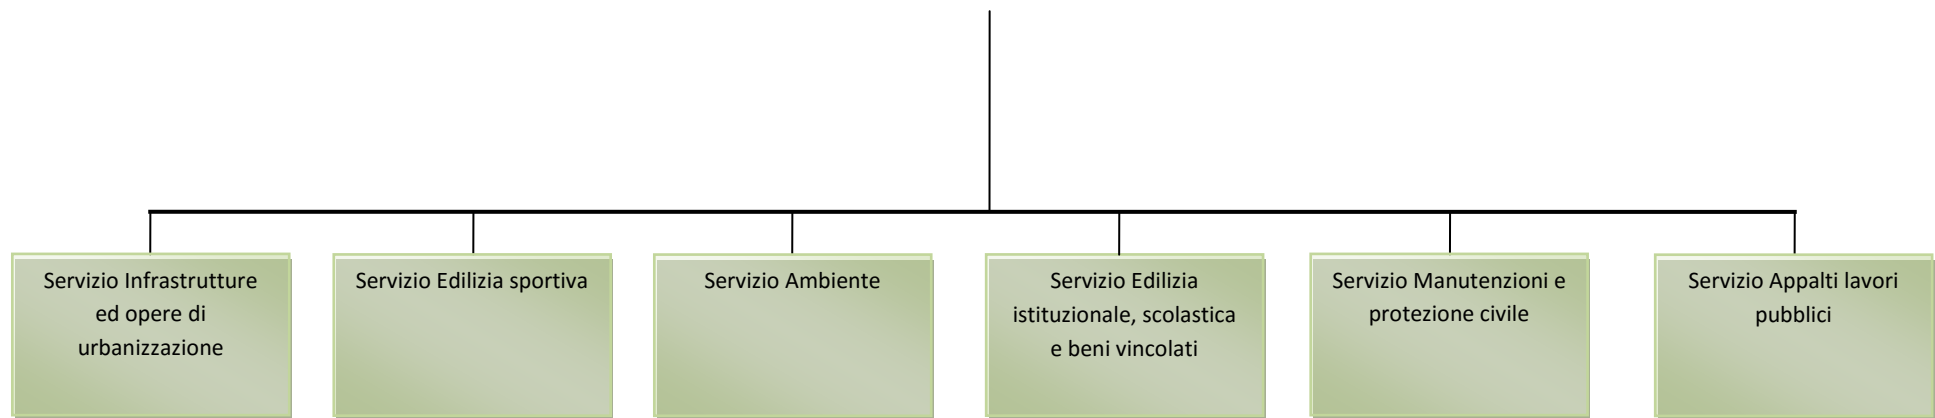 Servizio Infrastrutture
ed opere di
urbanizzazione
Servizio Edilizia sportiva
Servizio Ambiente
Servizio Edilizia
istituzionale, scolastica
e beni vincolati
Servizio Manutenzioni e
protezione civile
Servizio Appalti lavori
pubblici